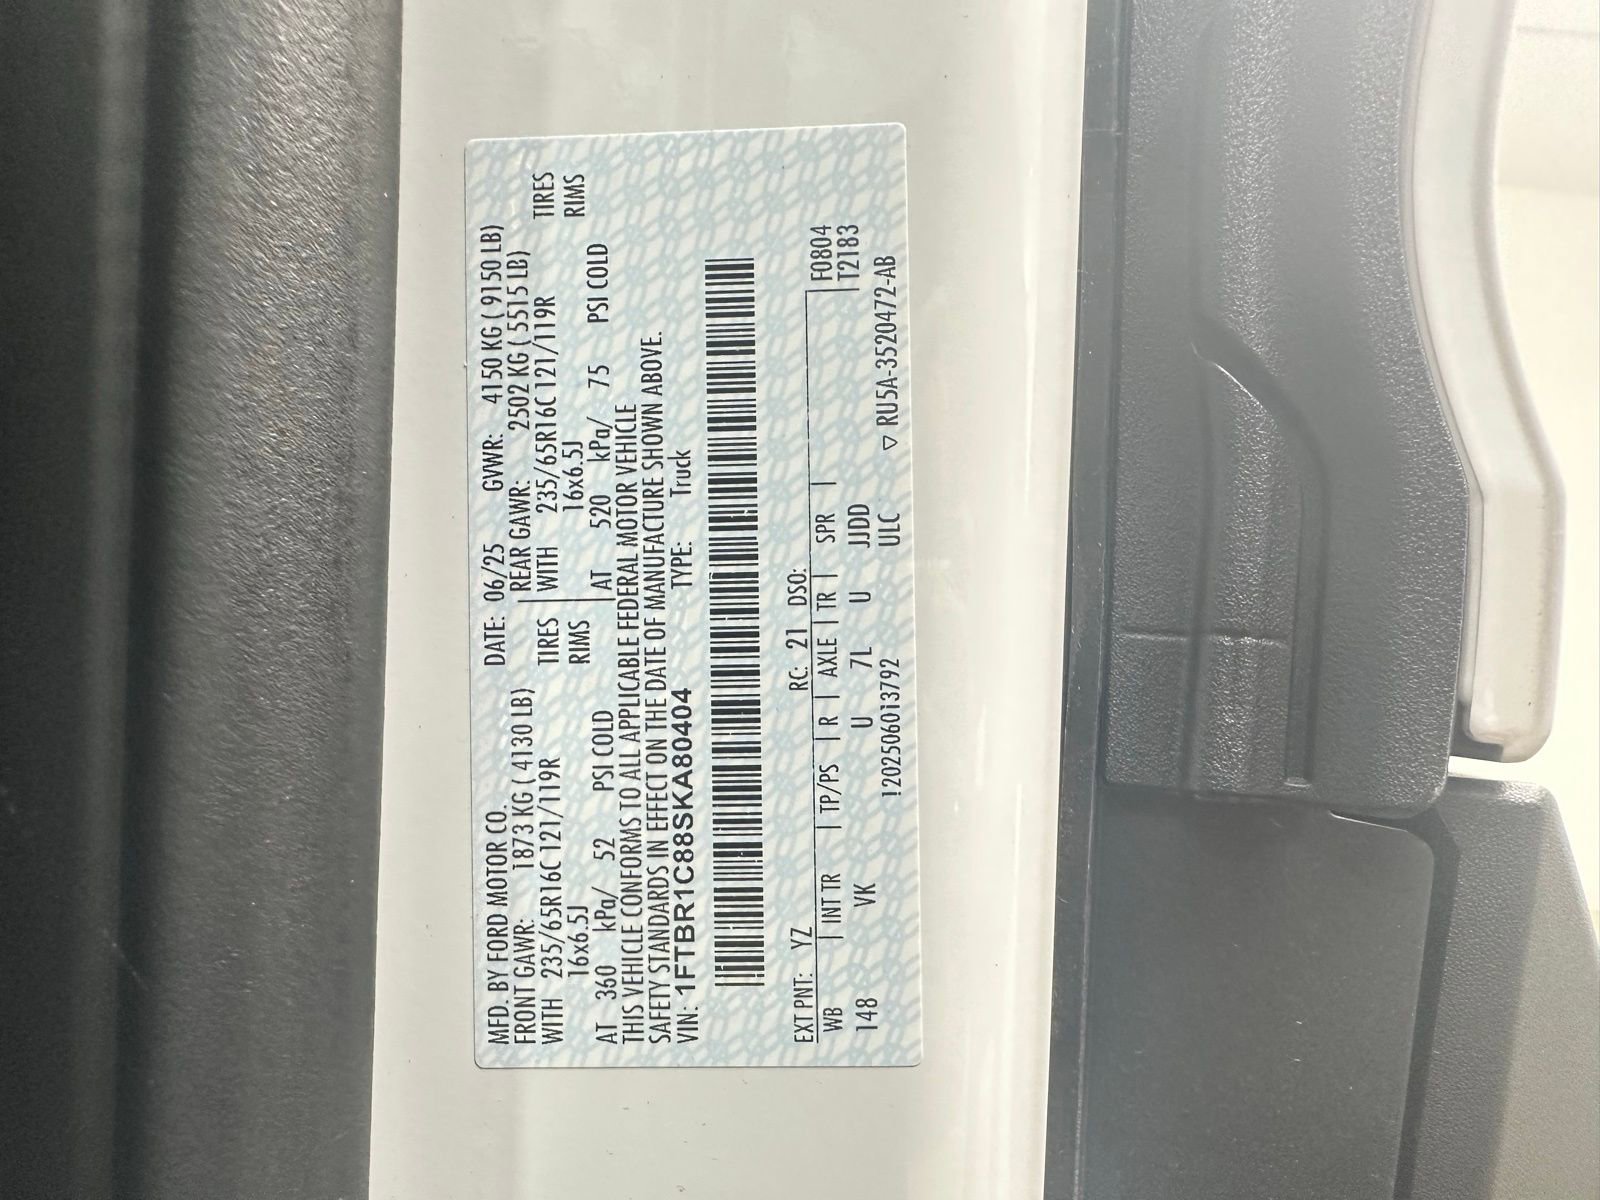 MFD. BY FORD MOTOR CO. DATE: 06/25 GVWR: 4150 KG ( 9150 LB)
FRONT GAWR: 1873 KG ( 4130 LB) REAR GAWR: 2502 KG ( 5515 LB)
WITH 235/65R16C 121/119R TIRES WITH 235/65R16C 121/119R TIRES
16x6.5J RIMS 16x6.5J RIMS
AT 360 kPa/ 52 PSI COLD AT 520 kPa/ 75 PSI COLD
THIS VEHICLE CONFORMS TO ALL APPLICABLE FEDERAL MOTOR VEHICLE
SAFETY STANDARDS IN EFFECT ON THE DATE OF MANUFACTURE SHOWN ABOVE.
VIN: 1FTBR1C88SKA80404 TYPE: Truck
EXT PNT: YZ RC: 21 DSO:
WB | INT TR | TP/PS | R | AXLE | TR | SPR | F0804
148 VK U 7L U JJDD T2183
!202506013792 ULC ▽ RU5A-3520472-AB